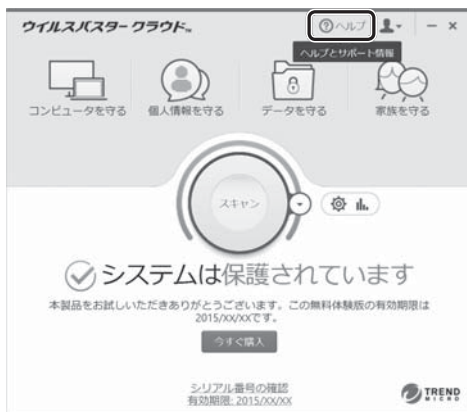 ウイルスバスター クラウド™
ヘルプ
ヘルプとサポート情報
コンピュータを守る
個人情報を守る
データを守る
家族を守る
スキャン
システムは保護されています
本製品をお試しいただきありがとうございます。この無料体験版の有効期限は
2015/XX/XXです。
今すぐ購入
シリアル番号の確認
有効期限: 2015/XX/XX
TREND
MICRO